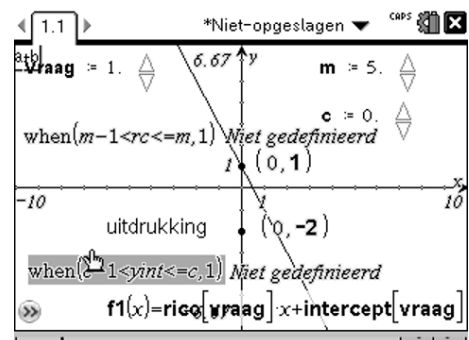 1.1 *Niet-opgeslagen CAPS
a+b
Vraag := 1. 6.67 y m := 5.
c := 0.
when(m−1<rc<=m,1) Niet gedefinieerd
1 (0,1)
x
−10 1 10
uitdrukking (0,−2)
when(c−1<yint<=c,1) Niet gedefinieerd
f1(x)=rico[vraag]·x+intercept[vraag]